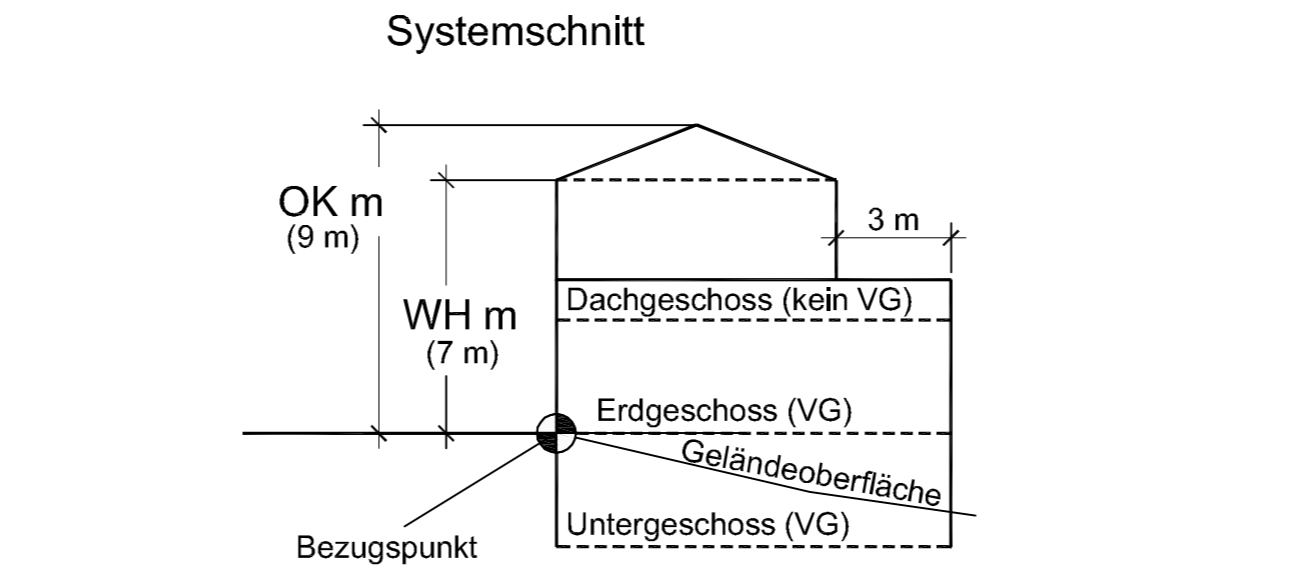 Systemschnitt
OK m
(9 m)
3 m
Dachgeschoss (kein VG)
WH m
(7 m)
Erdgeschoss (VG)
Geländeoberfläche
Untergeschoss (VG)
Bezugspunkt